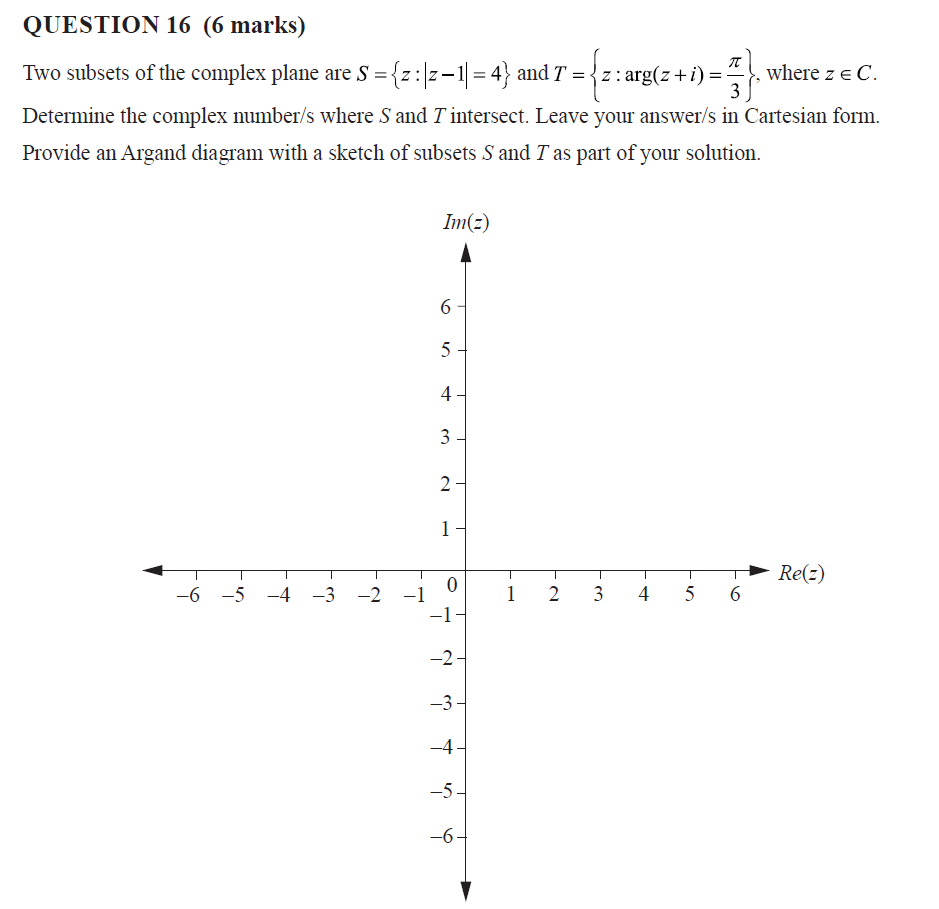 QUESTION 16 (6 marks)
Two subsets of the complex plane are S = {z : |z − 1| = 4} and T = {z : arg(z + i) = π/3}, where z ∈ C.
Determine the complex number/s where S and T intersect. Leave your answer/s in Cartesian form.
Provide an Argand diagram with a sketch of subsets S and T as part of your solution.
Im(z)
6
5
4
3
2
1
0
–6 –5 –4 –3 –2 –1 1 2 3 4 5 6 Re(z)
–1
–2
–3
–4
–5
–6